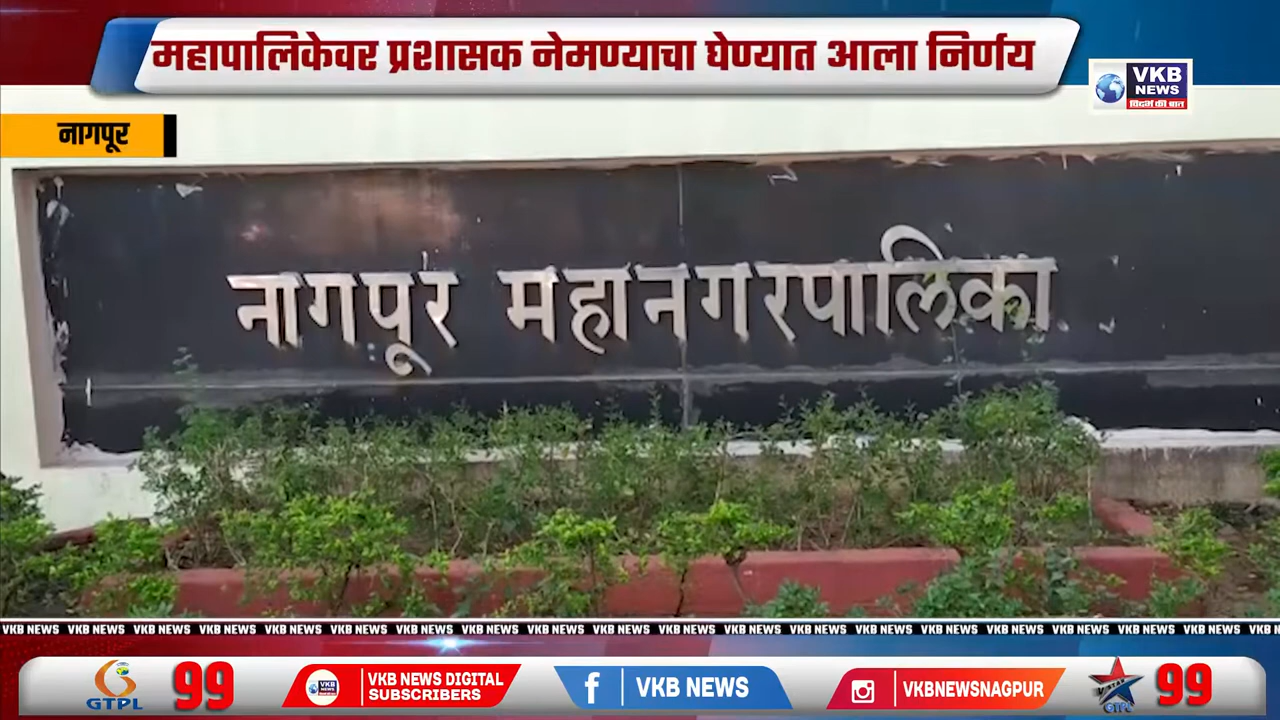 महापालिकेवर प्रशासक नेमण्याचा घेण्यात आला निर्णय
VKB
NEWS
विदर्भ की बात
नागपूर
नागपूर महानगरपालिका
VKB NEWS VKB NEWS VKB NEWS VKB NEWS VKB NEWS VKB NEWS VKB NEWS VKB NEWS VKB NEWS VKB NEWS VKB NEWS VKB NEWS VKB NEWS VKB NEWS VKB NEWS VKB NEWS VKB NEWS VKB NEWS VKB NEWS VKB N
GTPL 99
VKB NEWS DIGITAL
SUBSCRIBERS
VKB NEWS
VKBNEWSNAGPUR
GTPL 99